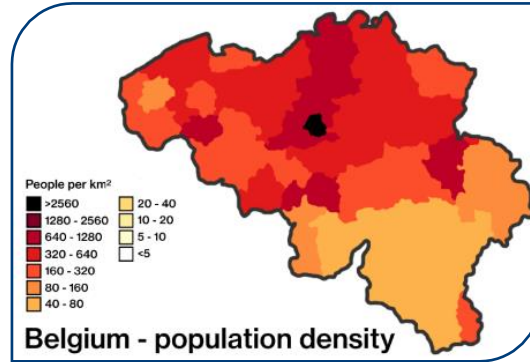 People per km²
>2560
1280 - 2560
640 - 1280
320 - 640
160 - 320
80 - 160
40 - 80
20 - 40
10 - 20
5 - 10
<5
Belgium - population density